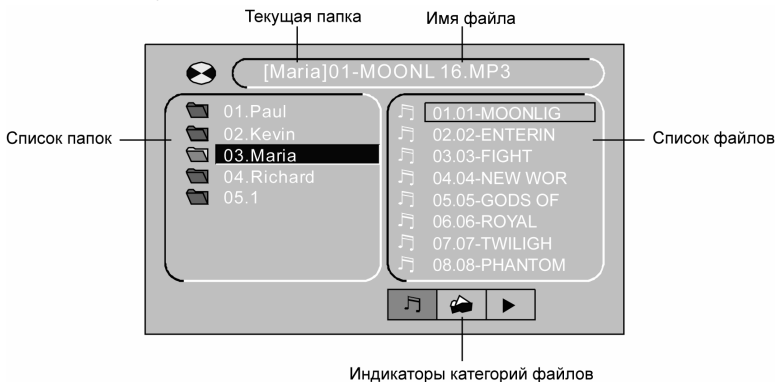 Текущая папка
Имя файла
[Maria]01-MOONL 16.MP3
Список папок
01.Paul
02.Kevin
03.Maria
04.Richard
05.1
01.01-MOONLIG
02.02-ENTERIN
03.03-FIGHT
04.04-NEW WOR
05.05-GODS OF
06.06-ROYAL
07.07-TWILIGH
08.08-PHANTOM
Список файлов
Индикаторы категорий файлов